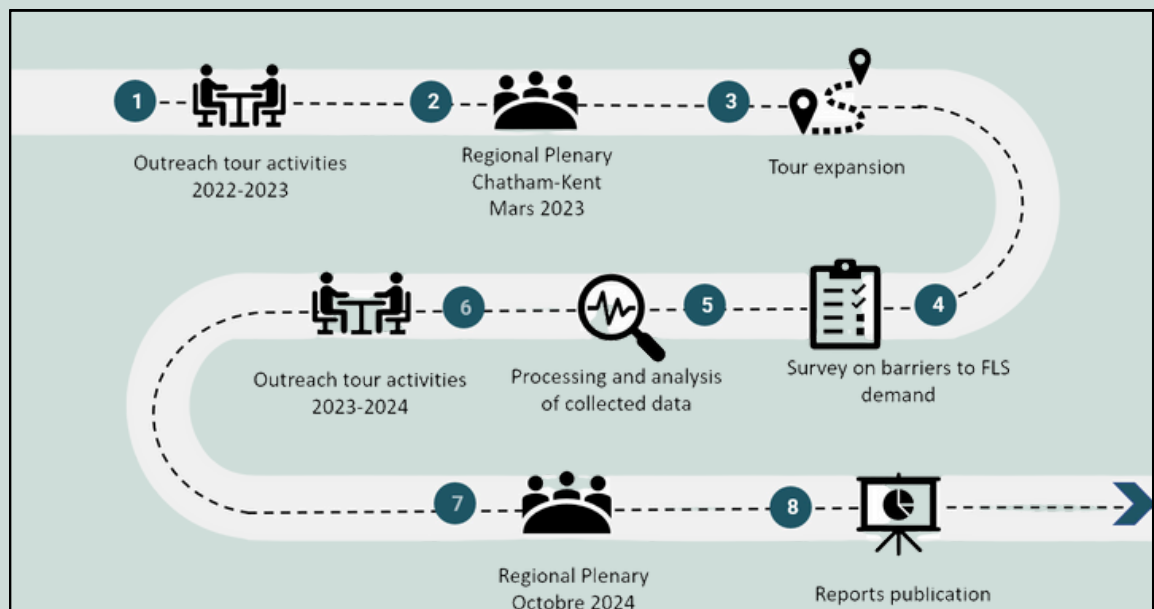 1
Outreach tour activities
2022-2023
2
Regional Plenary
Chatham-Kent
Mars 2023
3
Tour expansion
4
Survey on barriers to FLS
demand
5
Processing and analysis
of collected data
6
Outreach tour activities
2023-2024
7
Regional Plenary
Octobre 2024
8
Reports publication